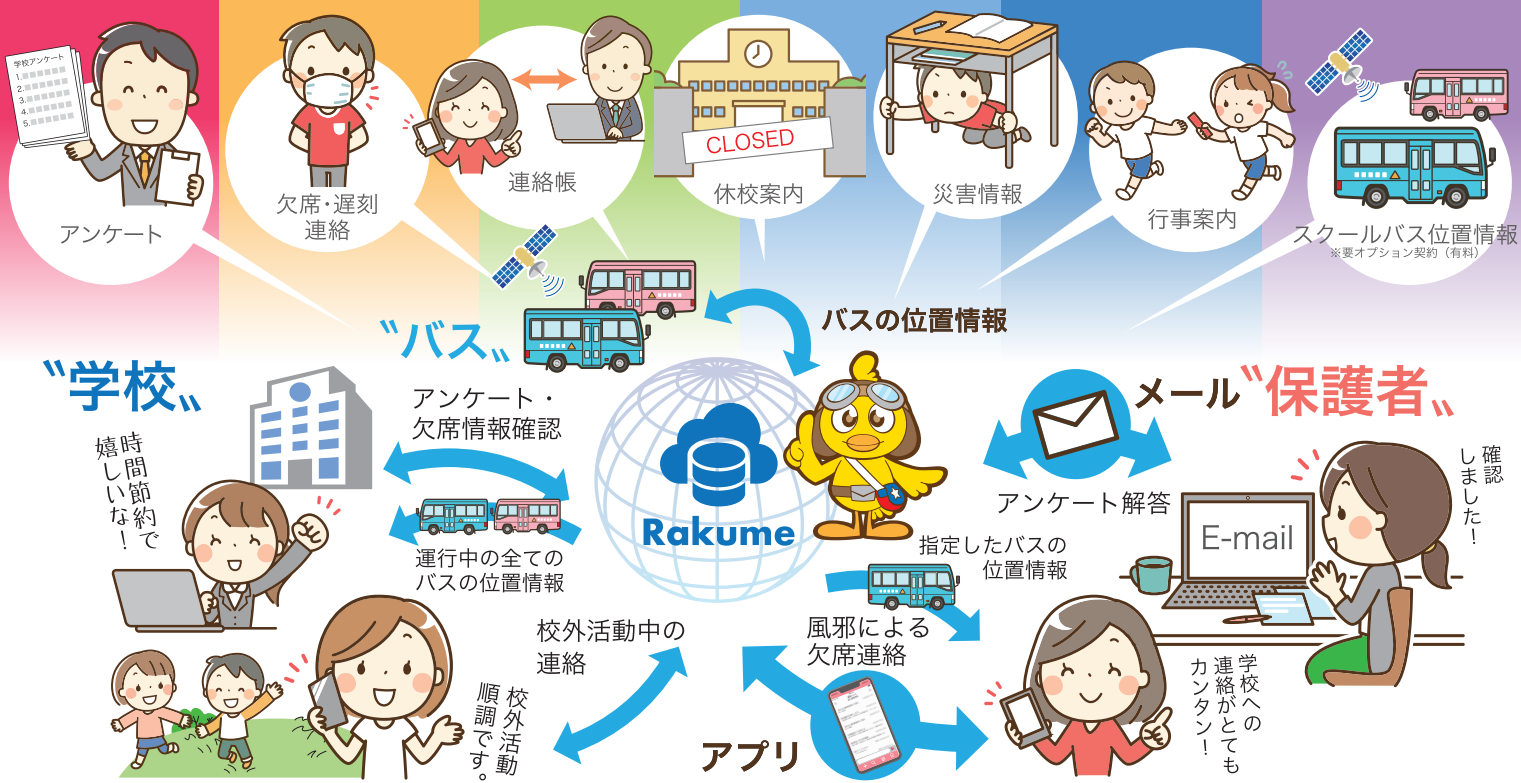 学校アンケート
1.
2.
3.
4.
5.
アンケート
欠席・遅刻
連絡
連絡帳
CLOSED
休校案内
災害情報
行事案内
スクールバス位置情報
※要オプション契約（有料）
〝バス〟
バスの位置情報
〝学校〟
アンケート・
欠席情報確認
メール
〝保護者〟
時間節約で
嬉しいな！
Rakume
運行中の全ての
バスの位置情報
アンケート解答
E-mail
確認
しました！
指定したバスの
位置情報
校外活動中の
連絡
風邪による
欠席連絡
校外活動
順調です。
アプリ
学校への
連絡がとても
カンタン！